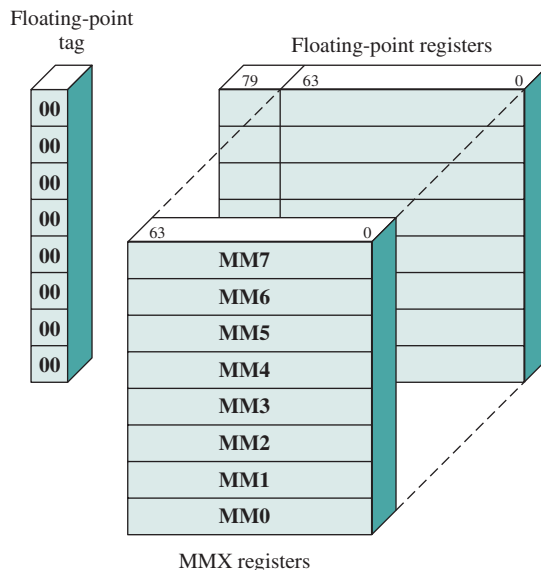 Floating-point
tag
Floating-point registers
79 63 0
00
00
00
00
00
00
00
00
63 0
MM7
MM6
MM5
MM4
MM3
MM2
MM1
MM0
MMX registers